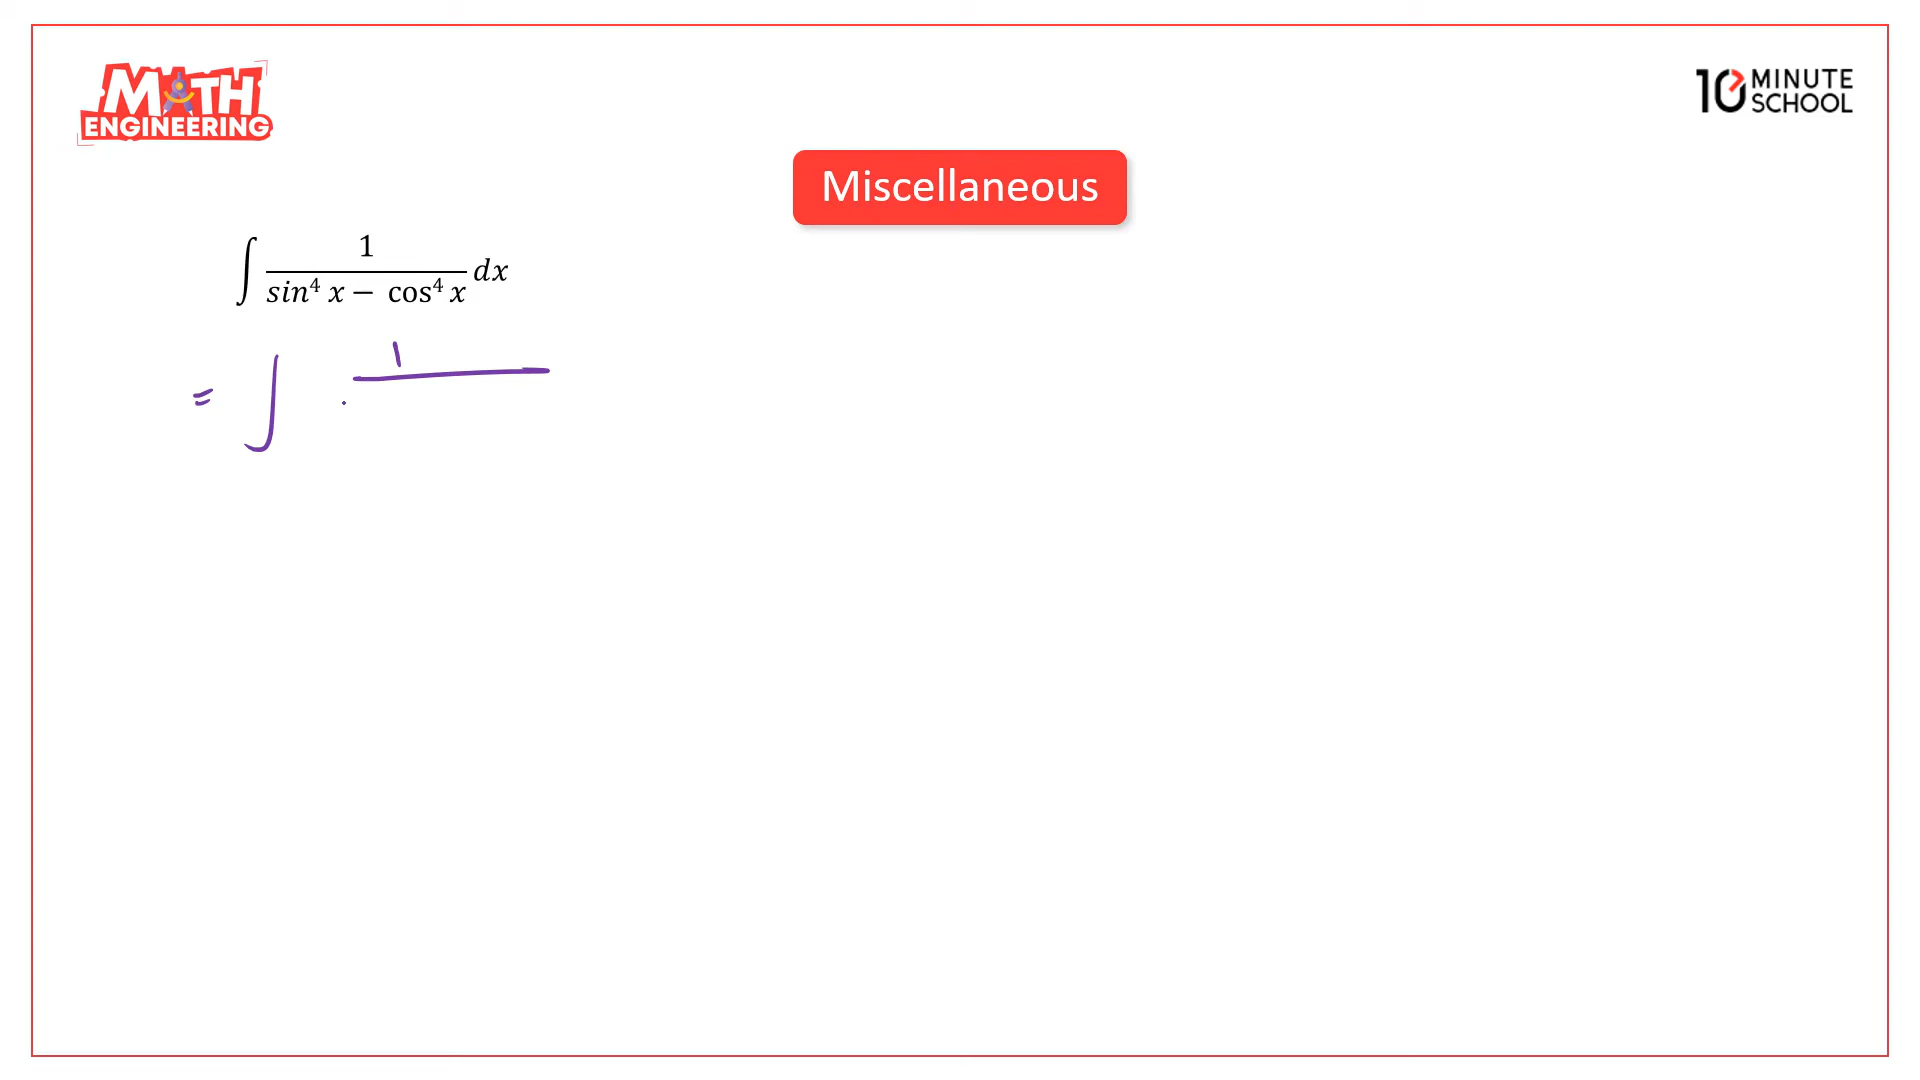 MATH
ENGINEERING
10 MINUTE
SCHOOL
Miscellaneous
∫ 1/(sin⁴ x − cos⁴ x) dx
= ∫ 1/